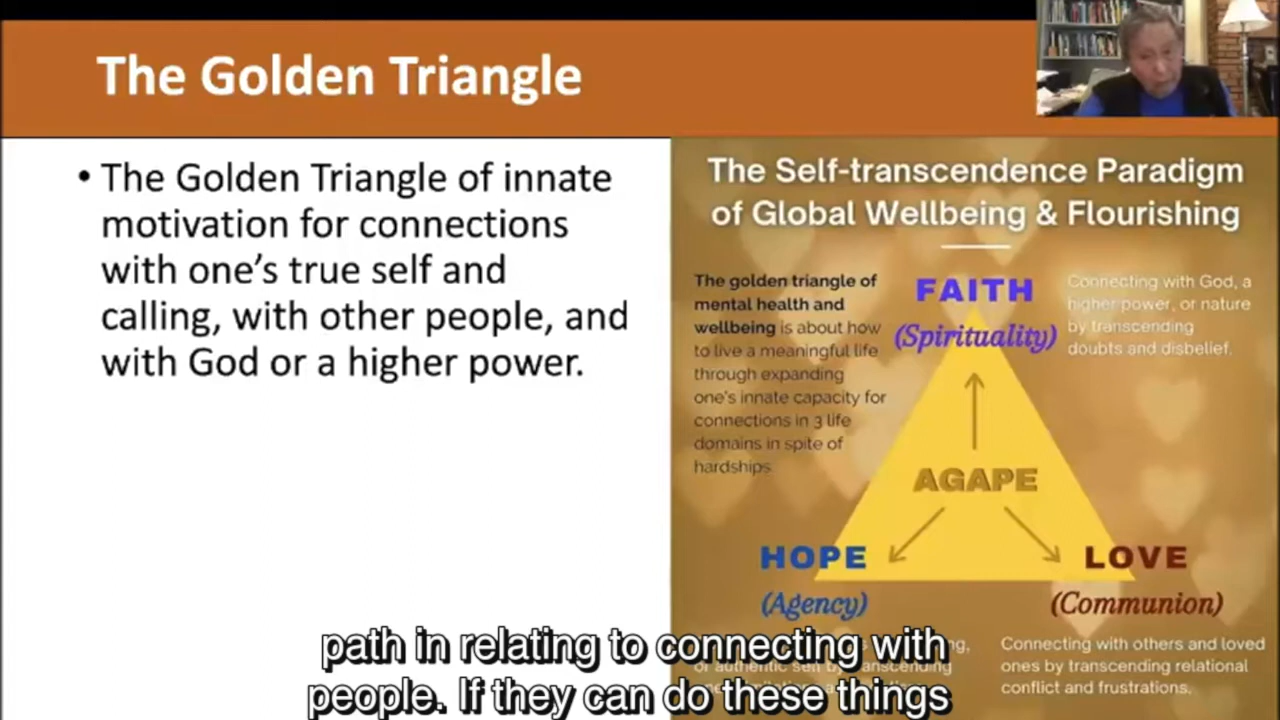 The Golden Triangle
• The Golden Triangle of innate
motivation for connections
with one's true self and
calling, with other people, and
with God or a higher power.
The Self-transcendence Paradigm
of Global Wellbeing & Flourishing
The golden triangle of
mental health and
wellbeing is about how
to live a meaningful life
through expanding
one's innate capacity for
connections in 3 life
domains in spite of
hardships.
FAITH
(Spirituality)
Connecting with God, a
higher power, or nature
by transcending
doubts and disbelief.
AGAPE
HOPE
(Agency)
LOVE
(Communion)
or authentic self by transcending
Connecting with others and loved
ones by transcending relational
conflict and frustrations.
path in relating to connecting with
people. If they can do these things